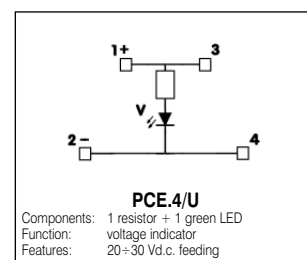 1+ 3
V
2 - 4
PCE.4/U
Components: 1 resistor + 1 green LED
Function: voltage indicator
Features: 20÷30 Vd.c. feeding